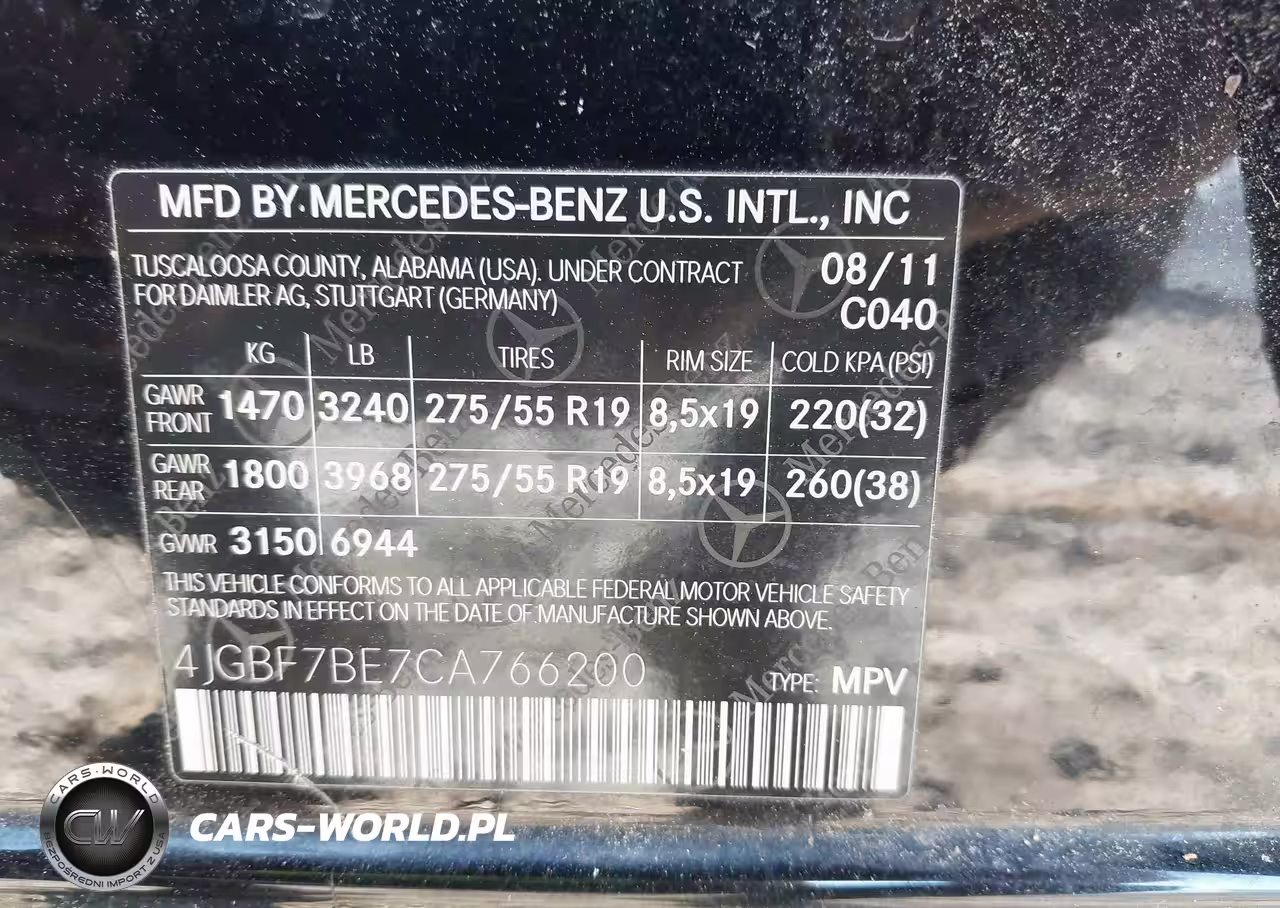 MFD BY MERCEDES-BENZ U.S. INTL., INC
TUSCALOOSA COUNTY, ALABAMA (USA). UNDER CONTRACT
FOR DAIMLER AG, STUTTGART (GERMANY)
08/11
C040
KG LB TIRES RIM SIZE COLD KPA (PSI)
GAWR FRONT 1470 3240 275/55 R19 8,5x19 220(32)
GAWR REAR 1800 3968 275/55 R19 8,5x19 260(38)
GVWR 3150 6944
THIS VEHICLE CONFORMS TO ALL APPLICABLE FEDERAL MOTOR VEHICLE SAFETY
STANDARDS IN EFFECT ON THE DATE OF MANUFACTURE SHOWN ABOVE.
4JGBF7BE7CA766200
TYPE: MPV
CARS-WORLD
CW
BEZPOŚREDNI IMPORT Z USA
CARS-WORLD.PL